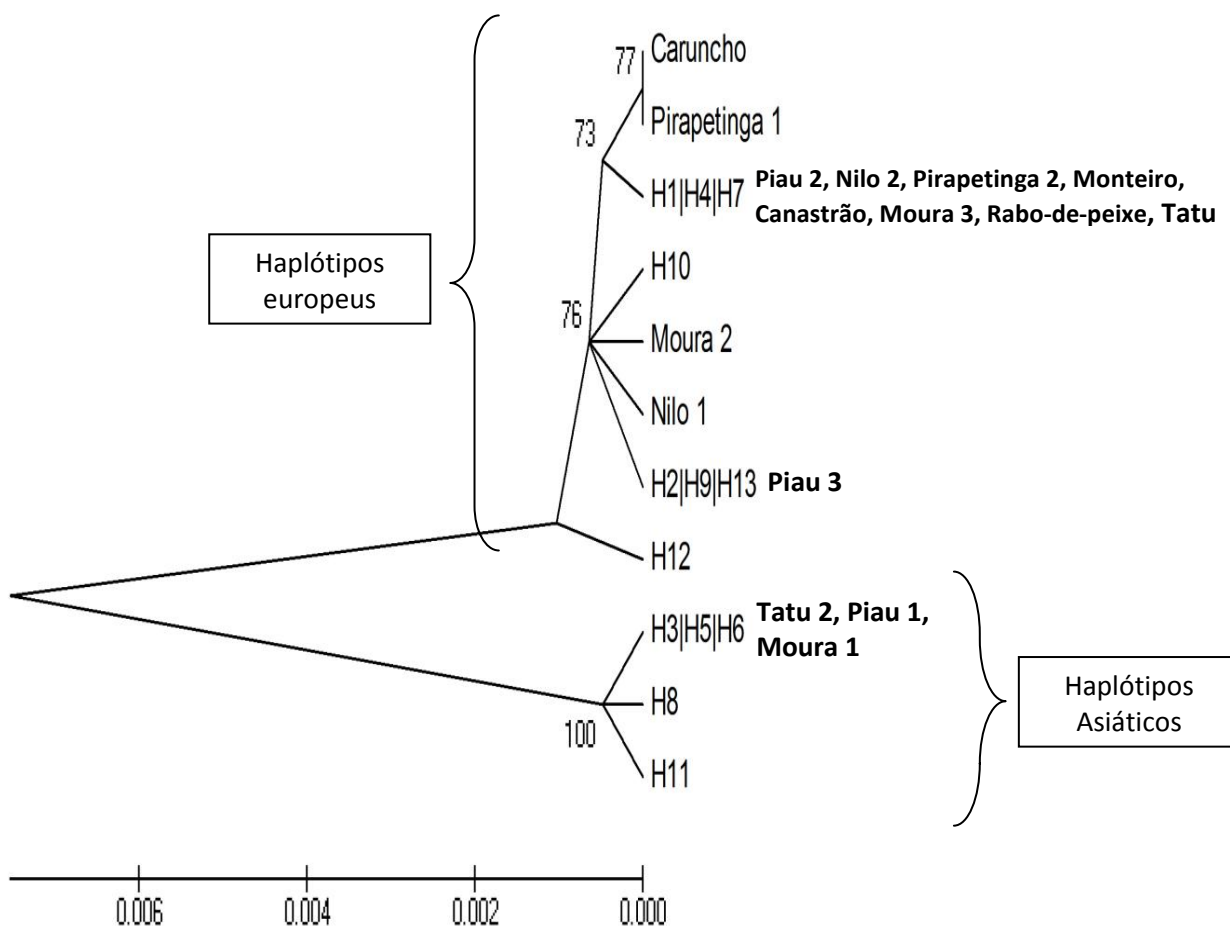 77
Caruncho
Pirapetinga 1
73
H1|H4|H7
Piau 2, Nilo 2, Pirapetinga 2, Monteiro,
Canastrão, Moura 3, Rabo-de-peixe, Tatu
Haplótipos
europeus
H10
76
Moura 2
Nilo 1
H2|H9|H13
Piau 3
H12
H3|H5|H6
Tatu 2, Piau 1,
Moura 1
H8
100
H11
Haplótipos
Asiáticos
0.006 0.004 0.002 0.000